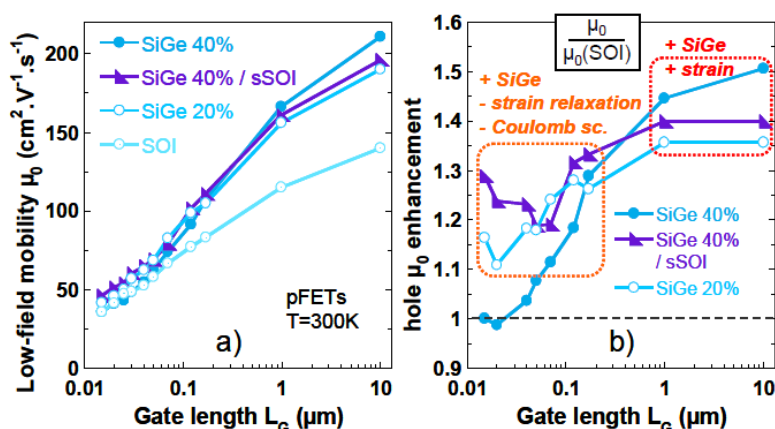 Low-field mobility µ₀ (cm².V⁻¹.s⁻¹)
200
150
100
50
0
SiGe 40%
SiGe 40% / sSOI
SiGe 20%
SOI
pFETs
T=300K
a)
0.01
0.1
1
10
Gate length L_G (µm)
hole µ₀ enhancement
1.6
1.5
1.4
1.3
1.2
1.1
1
0.9
µ₀
µ₀(SOI)
+ SiGe
- strain relaxation
- Coulomb sc.
+ SiGe
+ strain
SiGe 40%
SiGe 40%
/ sSOI
SiGe 20%
b)
0.01
0.1
1
10
Gate length L_G (µm)